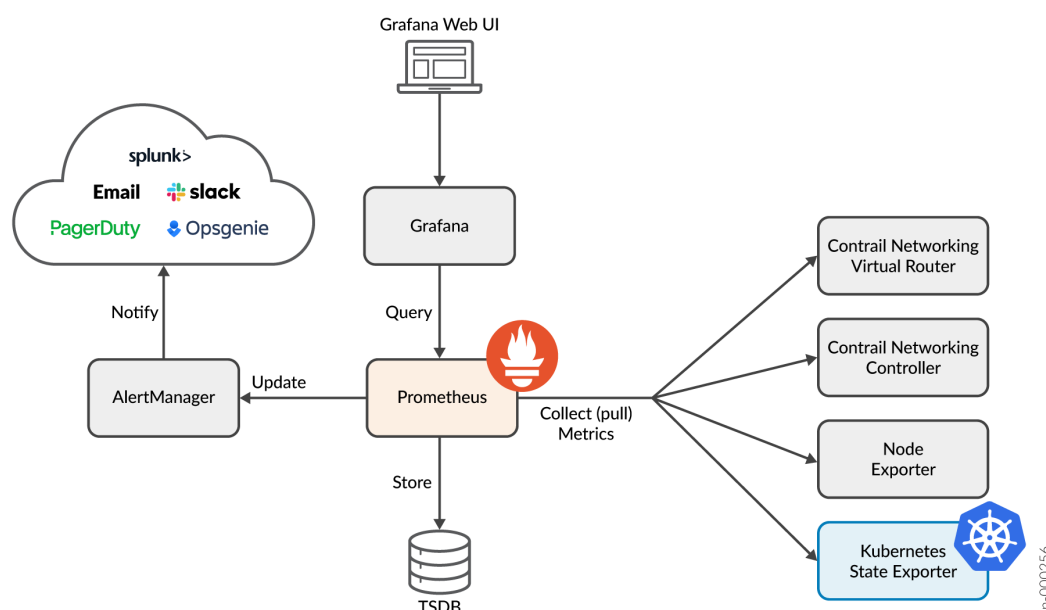 Grafana Web UI
splunk>
Email
slack
PagerDuty
Opsgenie
Grafana
Contrail Networking
Virtual Router
Notify
Query
Contrail Networking
Controller
AlertManager
Update
Prometheus
Collect (pull)
Metrics
Node
Exporter
Store
Kubernetes
State Exporter
TSDB